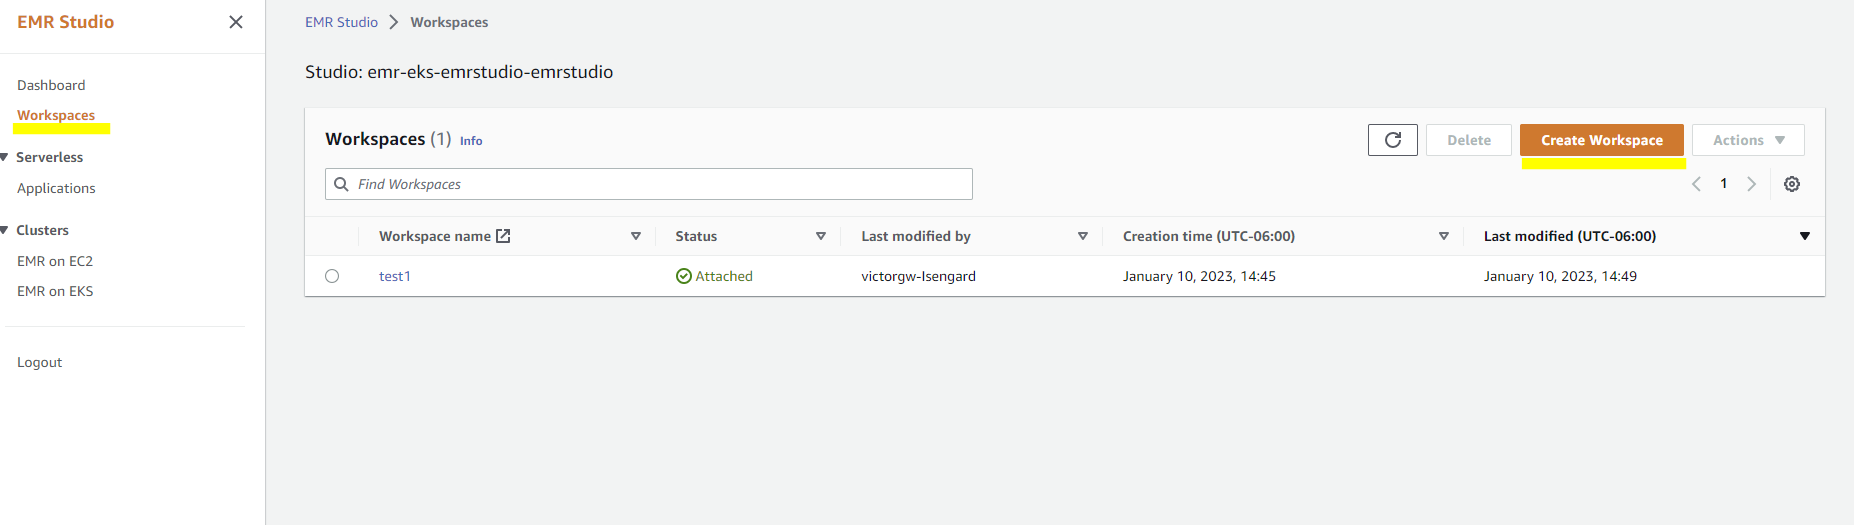 EMR Studio
Dashboard
Workspaces
Serverless
Applications
Clusters
EMR on EC2
EMR on EKS
Logout
EMR Studio > Workspaces
Studio: emr-eks-emrstudio-emrstudio
Workspaces (1) Info
Delete Create Workspace Actions
Find Workspaces
1
Workspace name Status Last modified by Creation time (UTC-06:00) Last modified (UTC-06:00)
test1 Attached victorgw-Isengard January 10, 2023, 14:45 January 10, 2023, 14:49